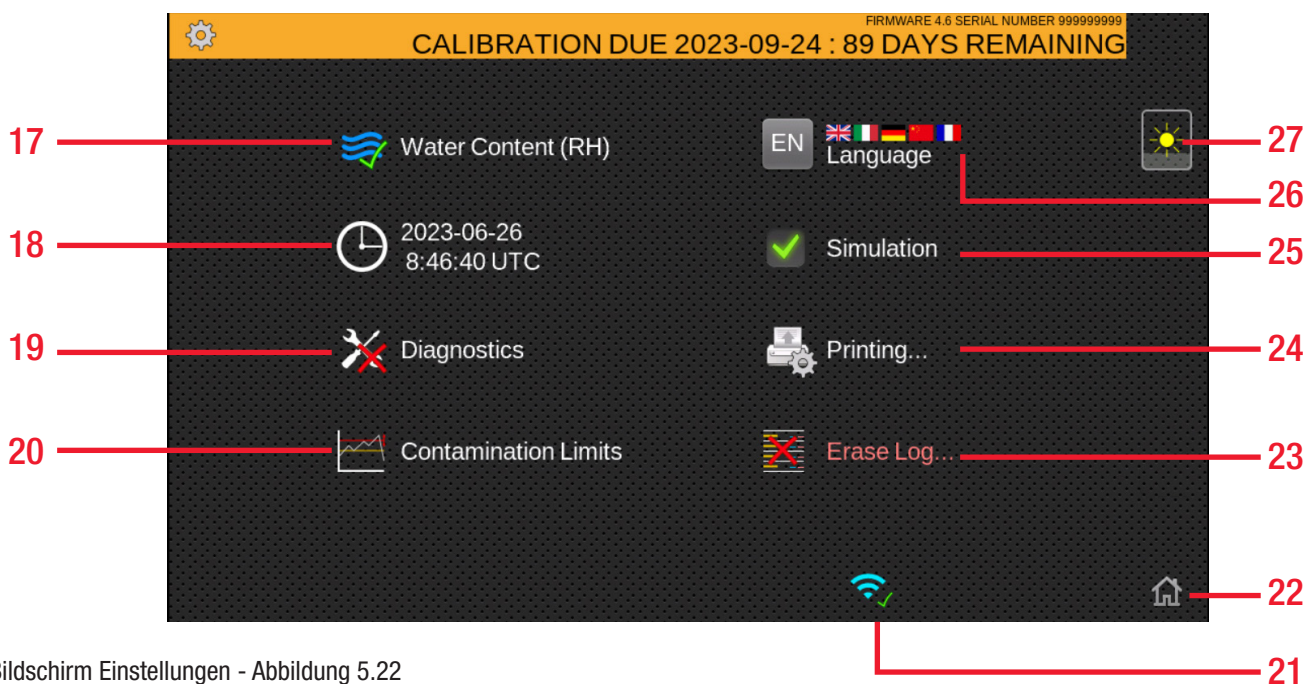 FIRMWARE 4.6 SERIAL NUMBER 999999999
CALIBRATION DUE 2023-09-24 : 89 DAYS REMAINING
17
Water Content (RH)
EN
Language
27
26
18
2023-06-26
8:46:40 UTC
Simulation
25
19
Diagnostics
Printing...
24
20
Contamination Limits
Erase Log...
23
22
Einstellungen - Abbildung 5.22
21